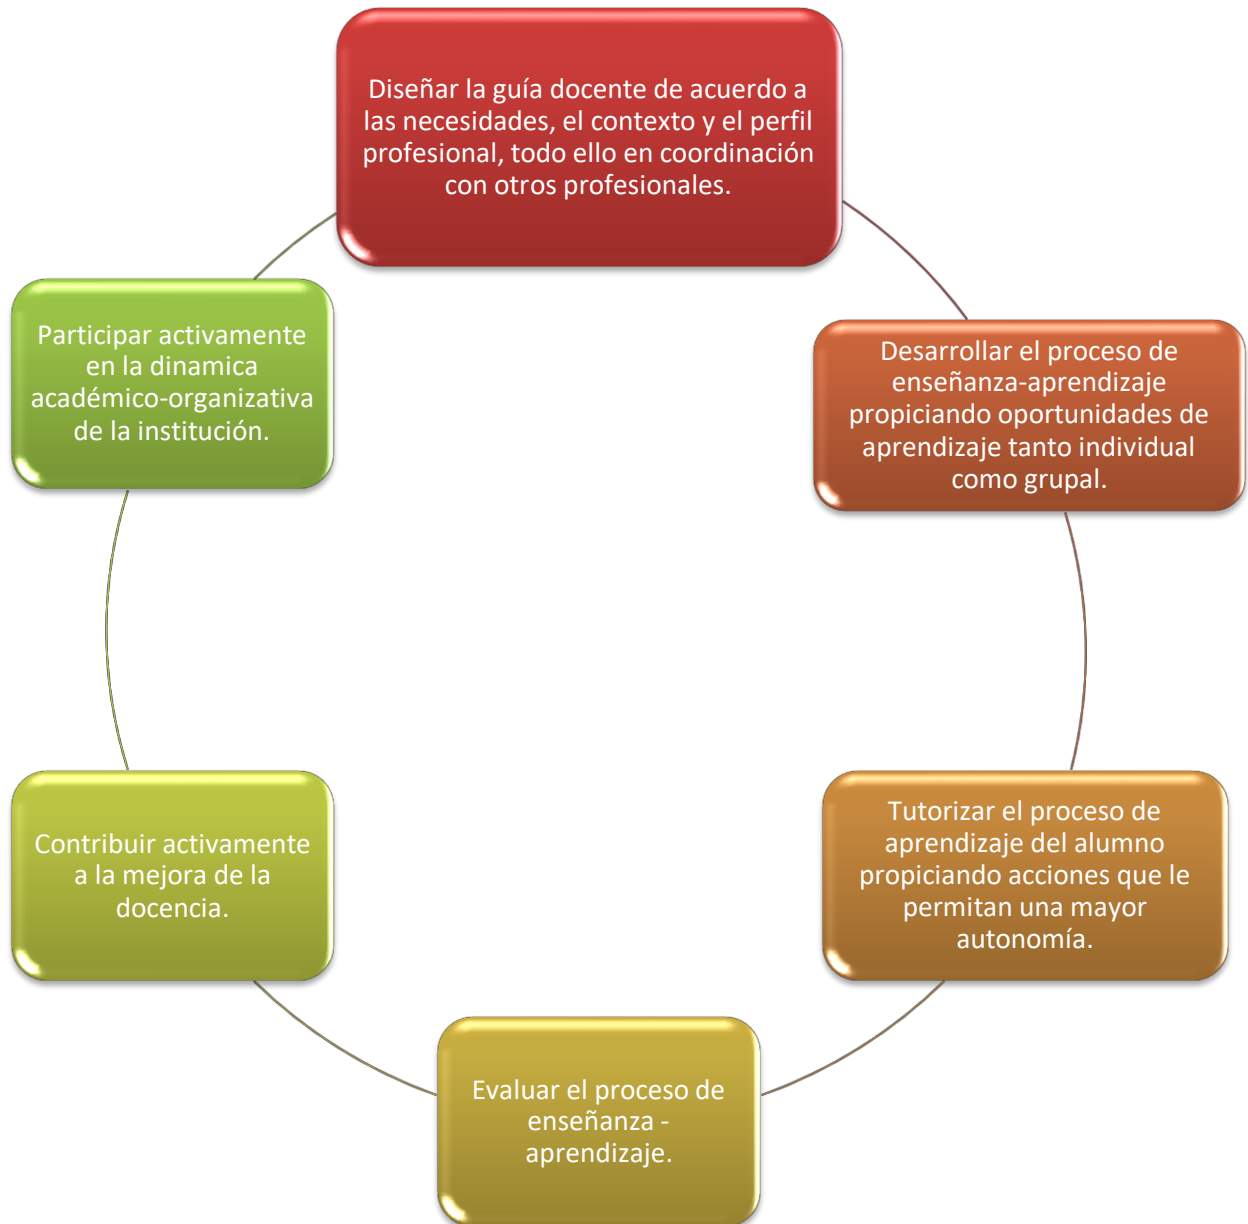 Diseñar la guía docente de acuerdo a
las necesidades, el contexto y el perfil
profesional, todo ello en coordinación
con otros profesionales.
Desarrollar el proceso de
enseñanza-aprendizaje
propiciando oportunidades de
aprendizaje tanto individual
como grupal.
Tutorizar el proceso de
aprendizaje del alumno
propiciando acciones que le
permitan una mayor
autonomía.
Evaluar el proceso de
enseñanza -
aprendizaje.
Contribuir activamente
a la mejora de la
docencia.
Participar activamente
en la dinamica
académico-organizativa
de la institución.